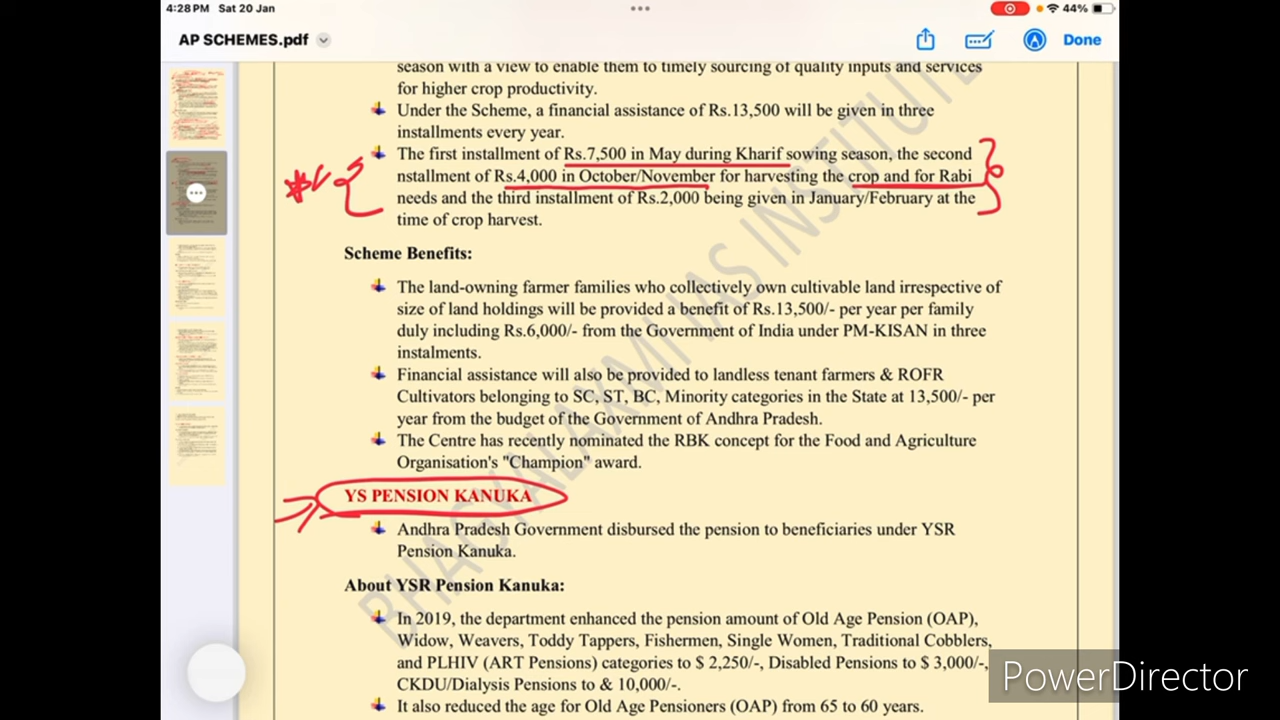 4:28 PM Sat 20 Jan
44%
AP SCHEMES.pdf
Done
season with a view to enable them to timely sourcing of quality inputs and services
for higher crop productivity.
Under the Scheme, a financial assistance of Rs.13,500 will be given in three
installments every year.
The first installment of Rs.7,500 in May during Kharif sowing season, the second
nstallment of Rs.4,000 in October/November for harvesting the crop and for Rabi
needs and the third installment of Rs.2,000 being given in January/February at the
time of crop harvest.
Scheme Benefits:
The land-owning farmer families who collectively own cultivable land irrespective of
size of land holdings will be provided a benefit of Rs.13,500/- per year per family
duly including Rs.6,000/- from the Government of India under PM-KISAN in three
instalments.
Financial assistance will also be provided to landless tenant farmers & ROFR
Cultivators belonging to SC, ST, BC, Minority categories in the State at 13,500/- per
year from the budget of the Government of Andhra Pradesh.
The Centre has recently nominated the RBK concept for the Food and Agriculture
Organisation's "Champion" award.
YS PENSION KANUKA
Andhra Pradesh Government disbursed the pension to beneficiaries under YSR
Pension Kanuka.
About YSR Pension Kanuka:
In 2019, the department enhanced the pension amount of Old Age Pension (OAP),
Widow, Weavers, Toddy Tappers, Fishermen, Single Women, Traditional Cobblers,
and PLHIV (ART Pensions) categories to $ 2,250/-, Disabled Pensions to $ 3,000/-,
CKDU/Dialysis Pensions to & 10,000/-.
It also reduced the age for Old Age Pensioners (OAP) from 65 to 60 years.
BHAGYALAXMI IAS INSTITUTE
PowerDirector